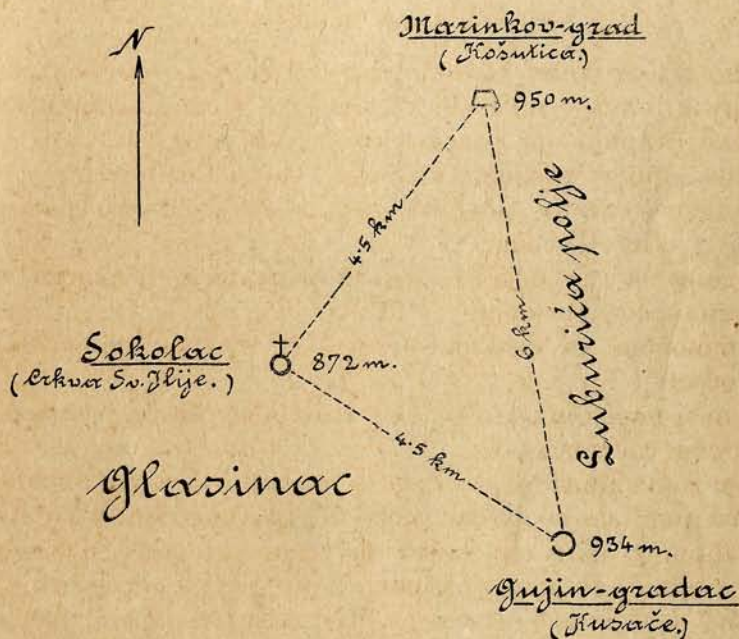 N
Marinkov-grad
(Košutica.)
950 m.
4.5 km
Luburića polje
6 km
Sokolac
(Crkva Sv. Ilije.)
872 m.
4.5 km
Glasinac
934 m.
Gujin-gradac
(Kusače.)